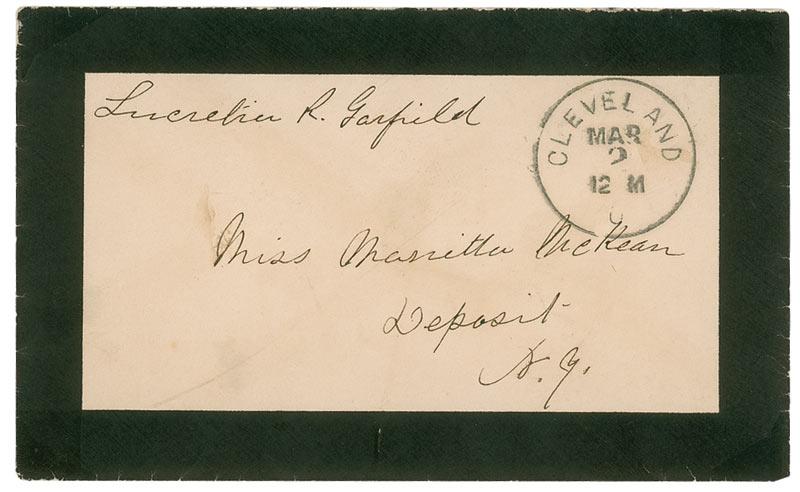 Lucretia R. Garfield
CLEVELAND
MAR
2
12 M
Miss Marietta McKean
Deposit
N.Y.